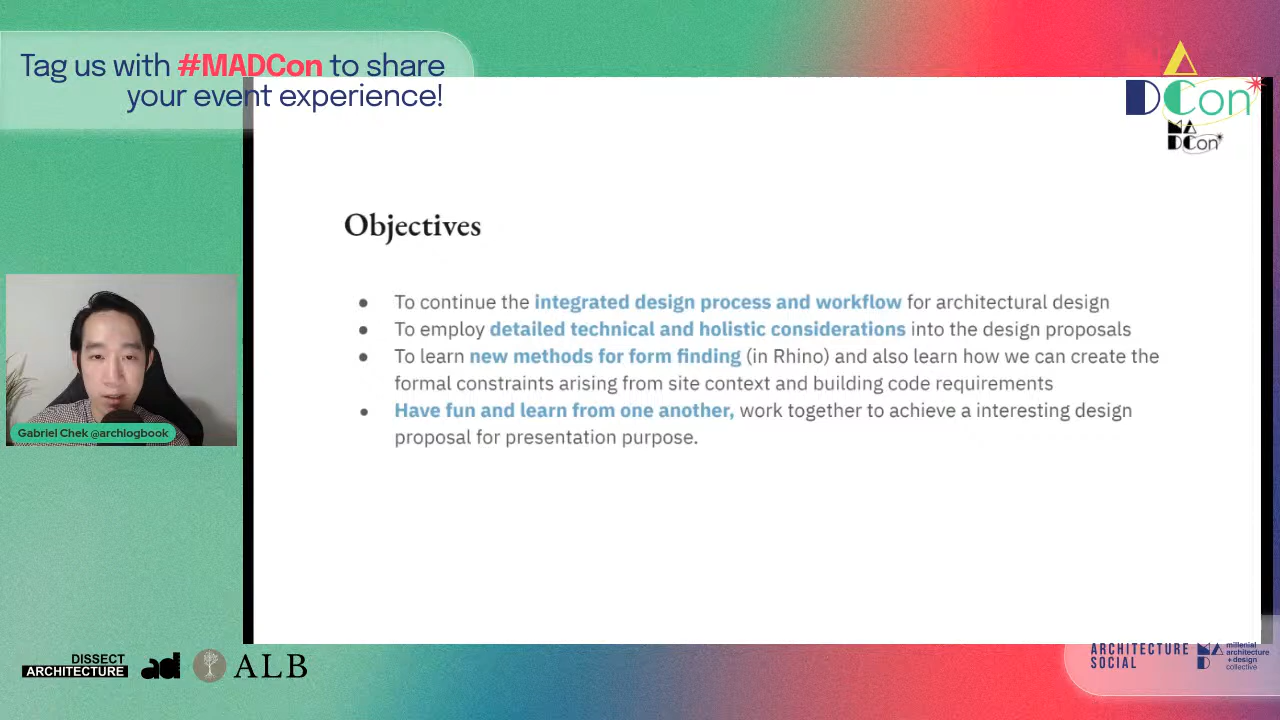 Tag us with #MADCon to share
your event experience!
DCon
MA
DCon
Objectives
● To continue the integrated design process and workflow for architectural design
● To employ detailed technical and holistic considerations into the design proposals
● To learn new methods for form finding (in Rhino) and also learn how we can create the
formal constraints arising from site context and building code requirements
● Have fun and learn from one another, work together to achieve a interesting design
proposal for presentation purpose.
Gabriel Chek @archlogbook
DISSECT
ARCHITECTURE
ad
ALB
ARCHITECTURE
SOCIAL
MA
D
millenial
architecture
+design
collective